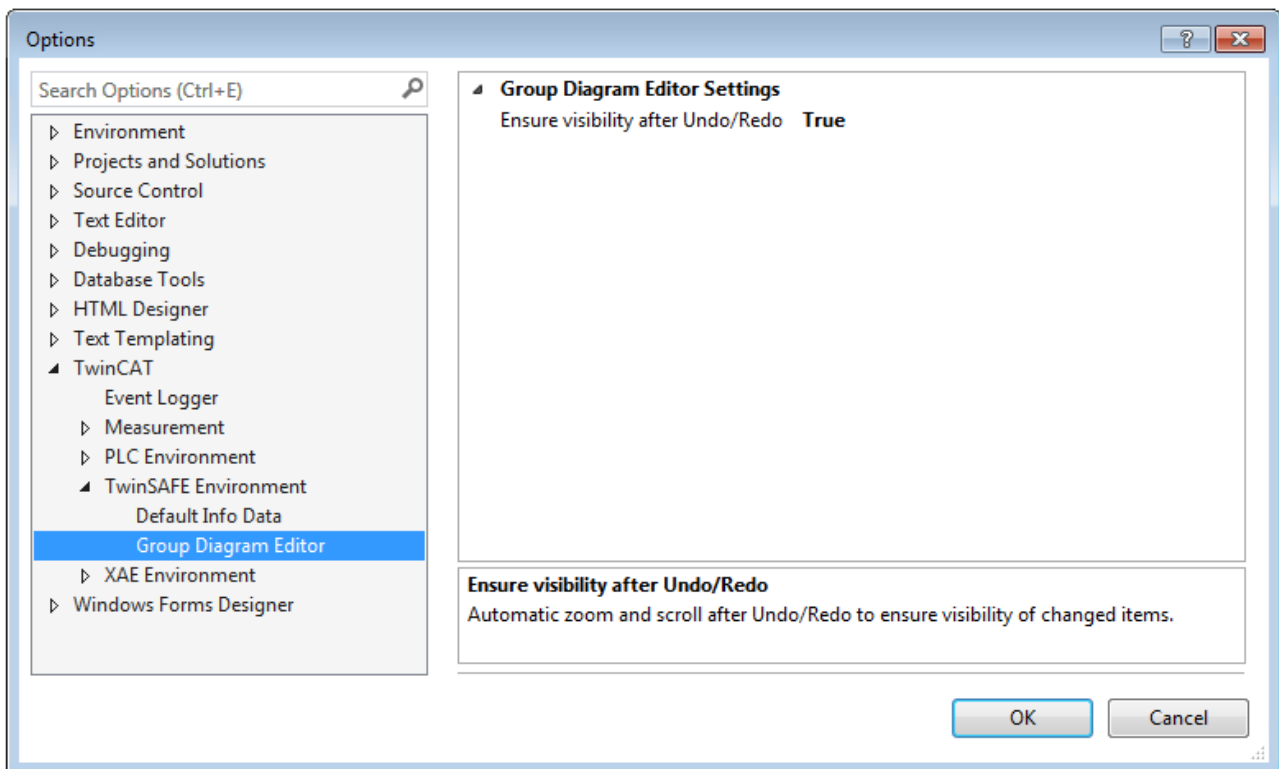 Options
?
Search Options (Ctrl+E)
Environment
Projects and Solutions
Source Control
Text Editor
Debugging
Database Tools
HTML Designer
Text Templating
TwinCAT
Event Logger
Measurement
PLC Environment
TwinSAFE Environment
Default Info Data
Group Diagram Editor
XAE Environment
Windows Forms Designer
Group Diagram Editor Settings
Ensure visibility after Undo/Redo True
Ensure visibility after Undo/Redo
Automatic zoom and scroll after Undo/Redo to ensure visibility of changed items.
OK
Cancel